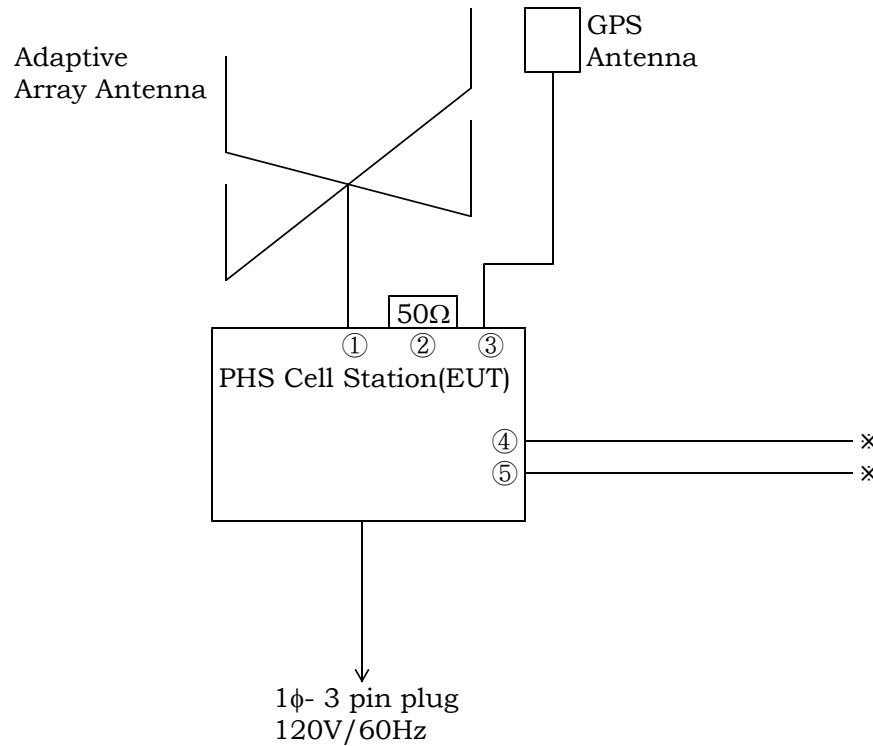 GPS
Antenna
Adaptive
Array Antenna
50Ω
① ② ③
PHS Cell Station(EUT)
④ ※
⑤ ※
1ϕ- 3 pin plug
120V/60Hz